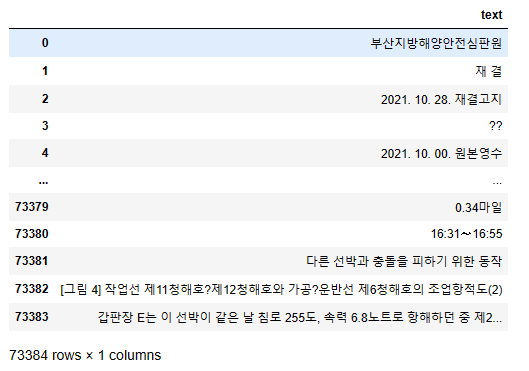 text
0 부산지방해양안전심판원
1 재 결
2 2021. 10. 28. 재결고지
3 ??
4 2021. 10. 00. 원본영수
... ...
73379 0.34마일
73380 16:31～16:55
73381 다른 선박과 충돌을 피하기 위한 동작
73382 [그림 4] 작업선 제11청해호?제12청해호와 가공?운반선 제6청해호의 조업항적도(2)
73383 갑판장 E는 이 선박이 같은 날 침로 255도, 속력 6.8노트로 항해하던 중 제2...
73384 rows × 1 columns